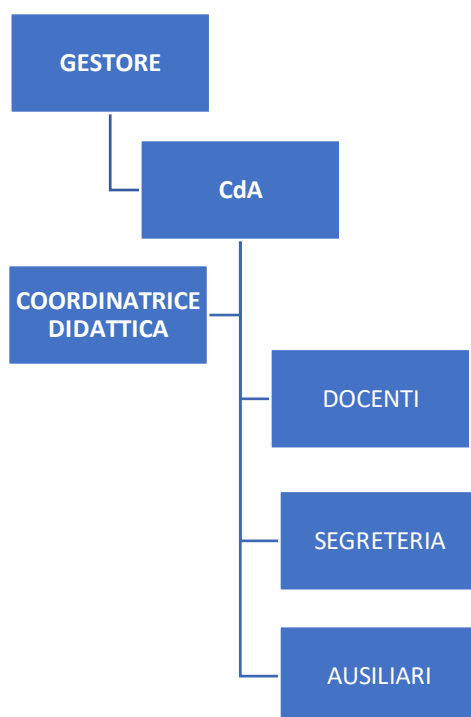 GESTORE
CdA
COORDINATRICE
DIDATTICA
DOCENTI
SEGRETERIA
AUSILIARI